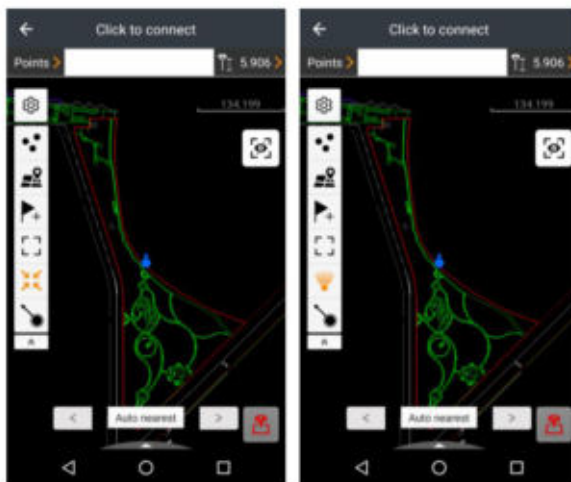 Click to connect
Points > 5.906 >
134.199
< Auto nearest >
Click to connect
Points > 5.906 >
134.199
< Auto nearest >